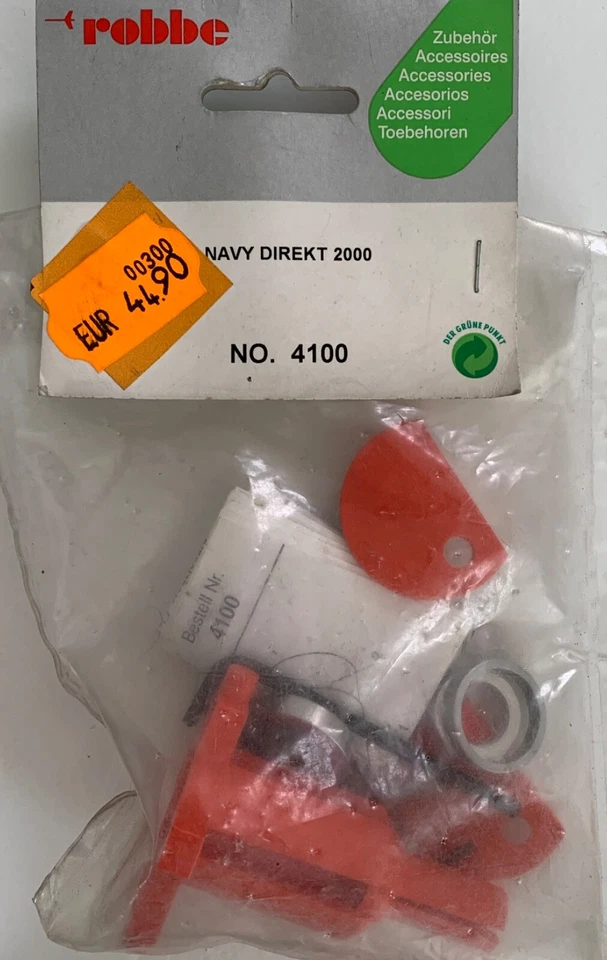 robbe
Zubehör
Accessoires
Accessories
Accesorios
Accessori
Toebehoren
NAVY DIREKT 2000
00300
EUR 44.90
NO. 4100
DER GRÜNE PUNKT
Bestell Nr.
4100